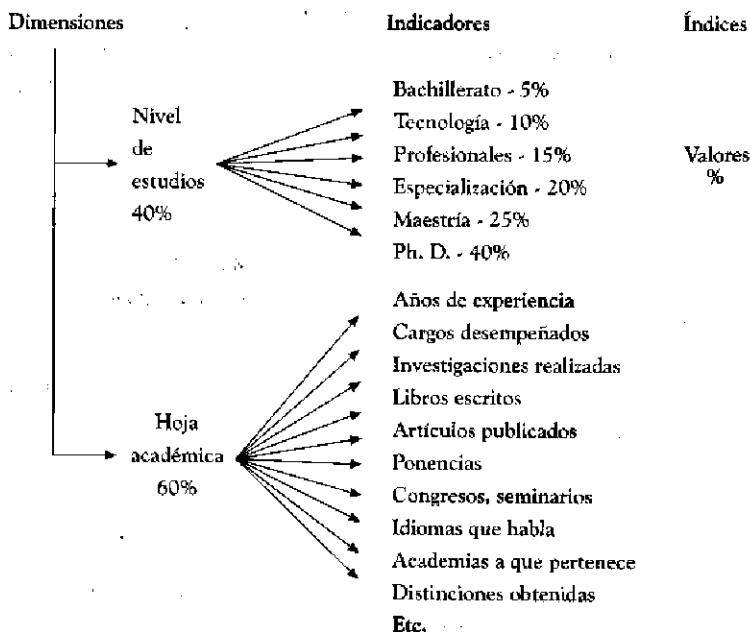 Dimensiones
Indicadores
Índices
Nivel
de
estudios
40%
Bachillerato - 5%
Tecnología - 10%
Profesionales - 15%
Especialización - 20%
Maestría - 25%
Ph. D. - 40%
Valores
%
Hoja
académica
60%
Años de experiencia
Cargos desempeñados
Investigaciones realizadas
Libros escritos
Artículos publicados
Ponencias
Congresos, seminarios
Idiomas que habla
Academias a que pertenece
Distinciones obtenidas
Etc.